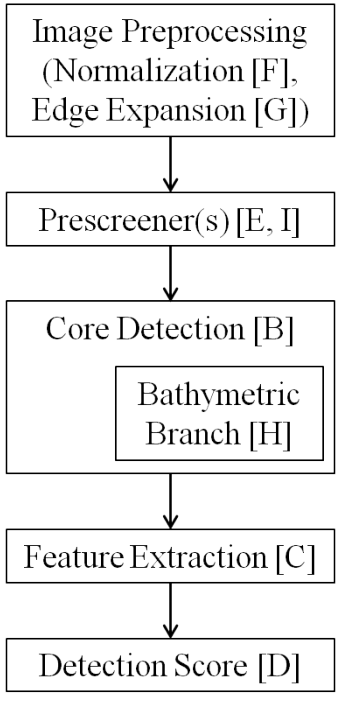 Image Preprocessing
(Normalization [F],
Edge Expansion [G])
Prescreener(s) [E, I]
Core Detection [B]
Bathymetric
Branch [H]
Feature Extraction [C]
Detection Score [D]